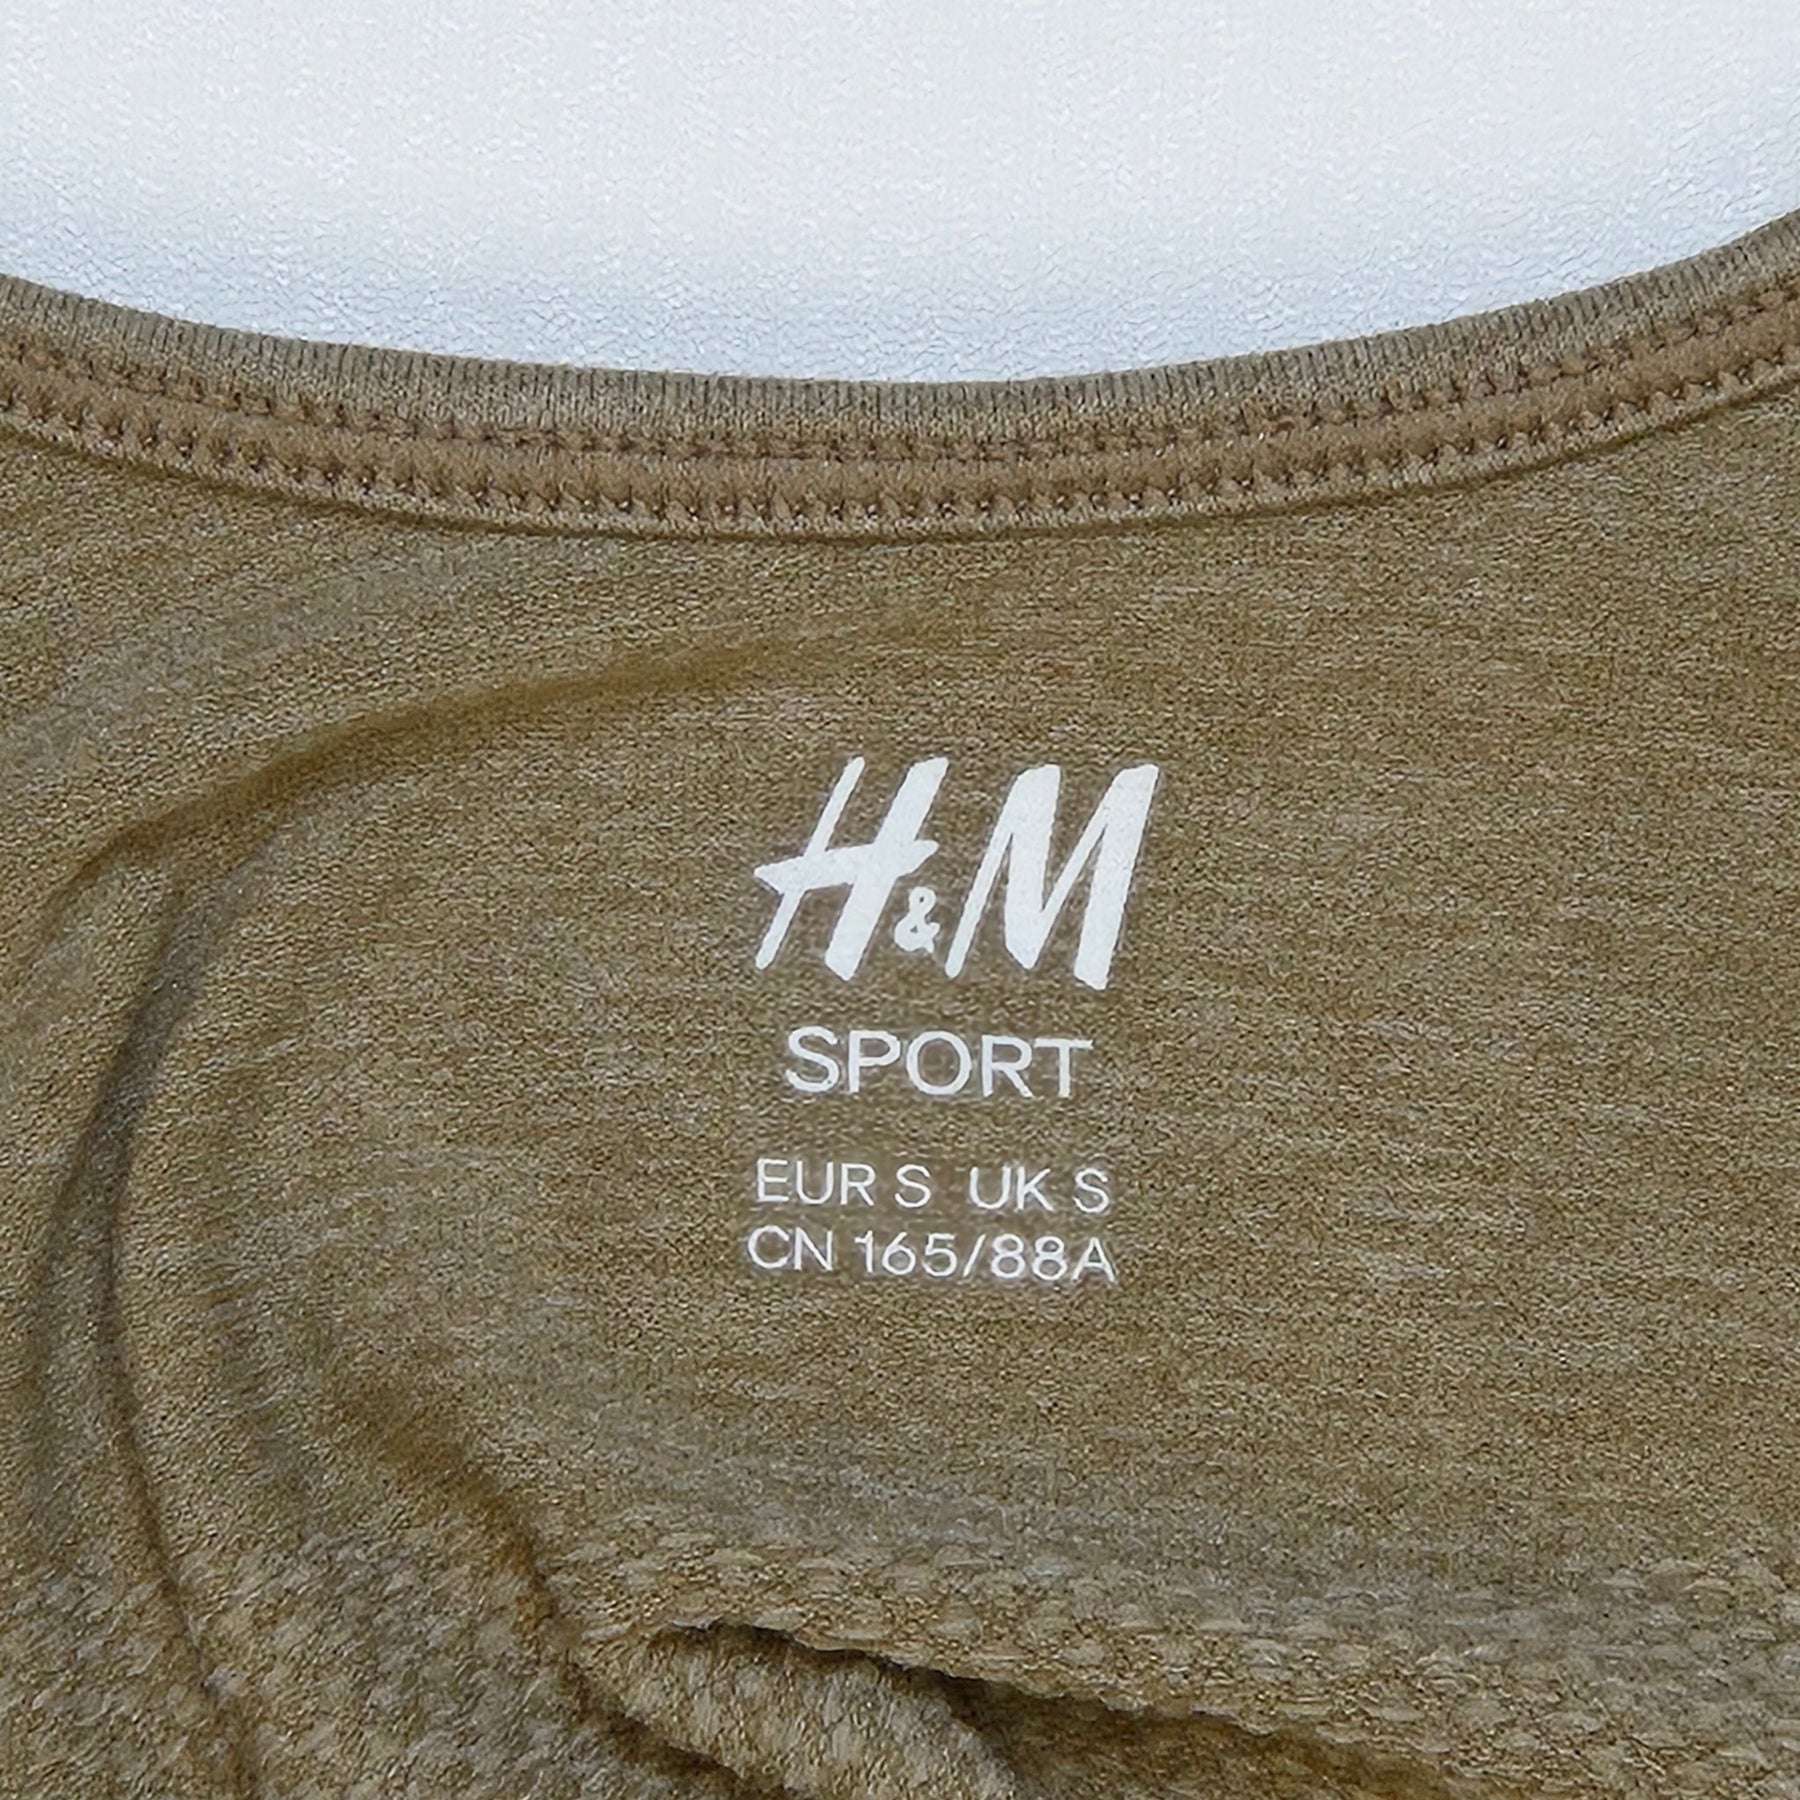 H&M
SPORT
EUR S UK S
CN 165/88A